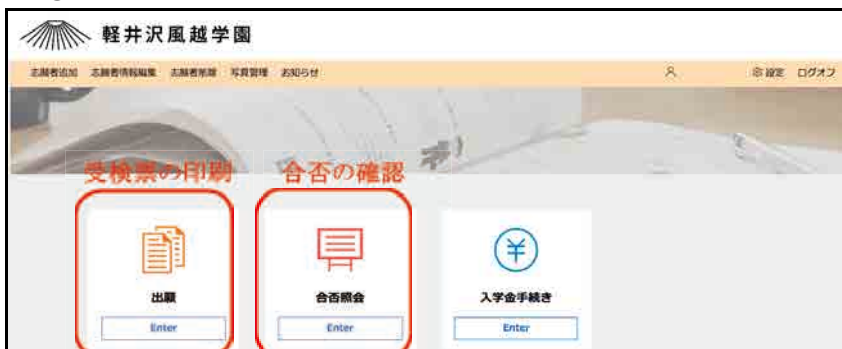 軽井沢風越学園
志願者追加 志願者情報編集 志願者削除 写真管理 お知らせ 設定 ログオフ
受検票の印刷 合否の確認
出願 合否照会 入学金手続き
Enter Enter Enter